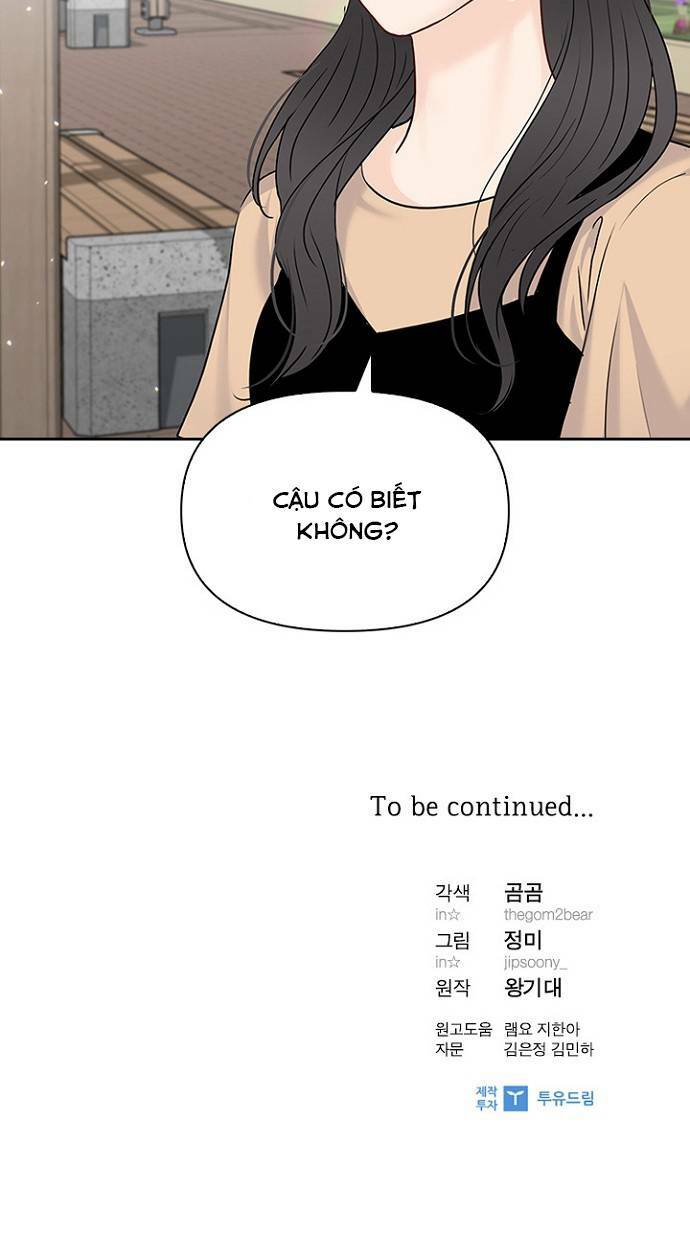 CẬU CÓ BIẾT
KHÔNG?
To be continued...
각색 곰곰
in☆ thegom2bear
그림 정미
in☆ jipsoony_
원작 왕기대
원고도움 램요 지한아
자문 김은정 김민하
제작
투자 투유드림